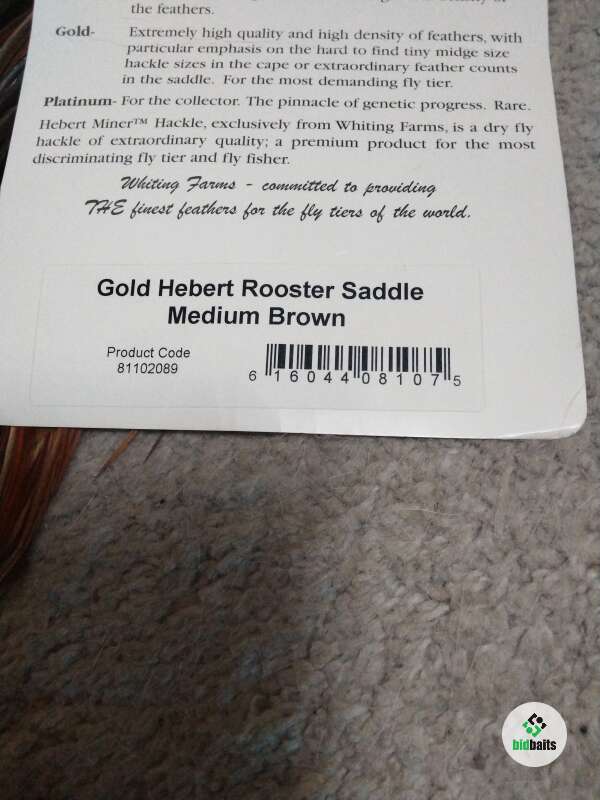 the feathers.
Gold- Extremely high quality and high density of feathers, with
particular emphasis on the hard to find tiny midge size
hackle sizes in the cape or extraordinary feather counts
in the saddle. For the most demanding fly tier.
Platinum- For the collector. The pinnacle of genetic progress. Rare.
Hebert Miner™ Hackle, exclusively from Whiting Farms, is a dry fly
hackle of extraordinary quality; a premium product for the most
discriminating fly tier and fly fisher.
Whiting Farms - committed to providing
THE finest feathers for the fly tiers of the world.
Gold Hebert Rooster Saddle
Medium Brown
Product Code
81102089
6 16044 08107 5
bidbaits